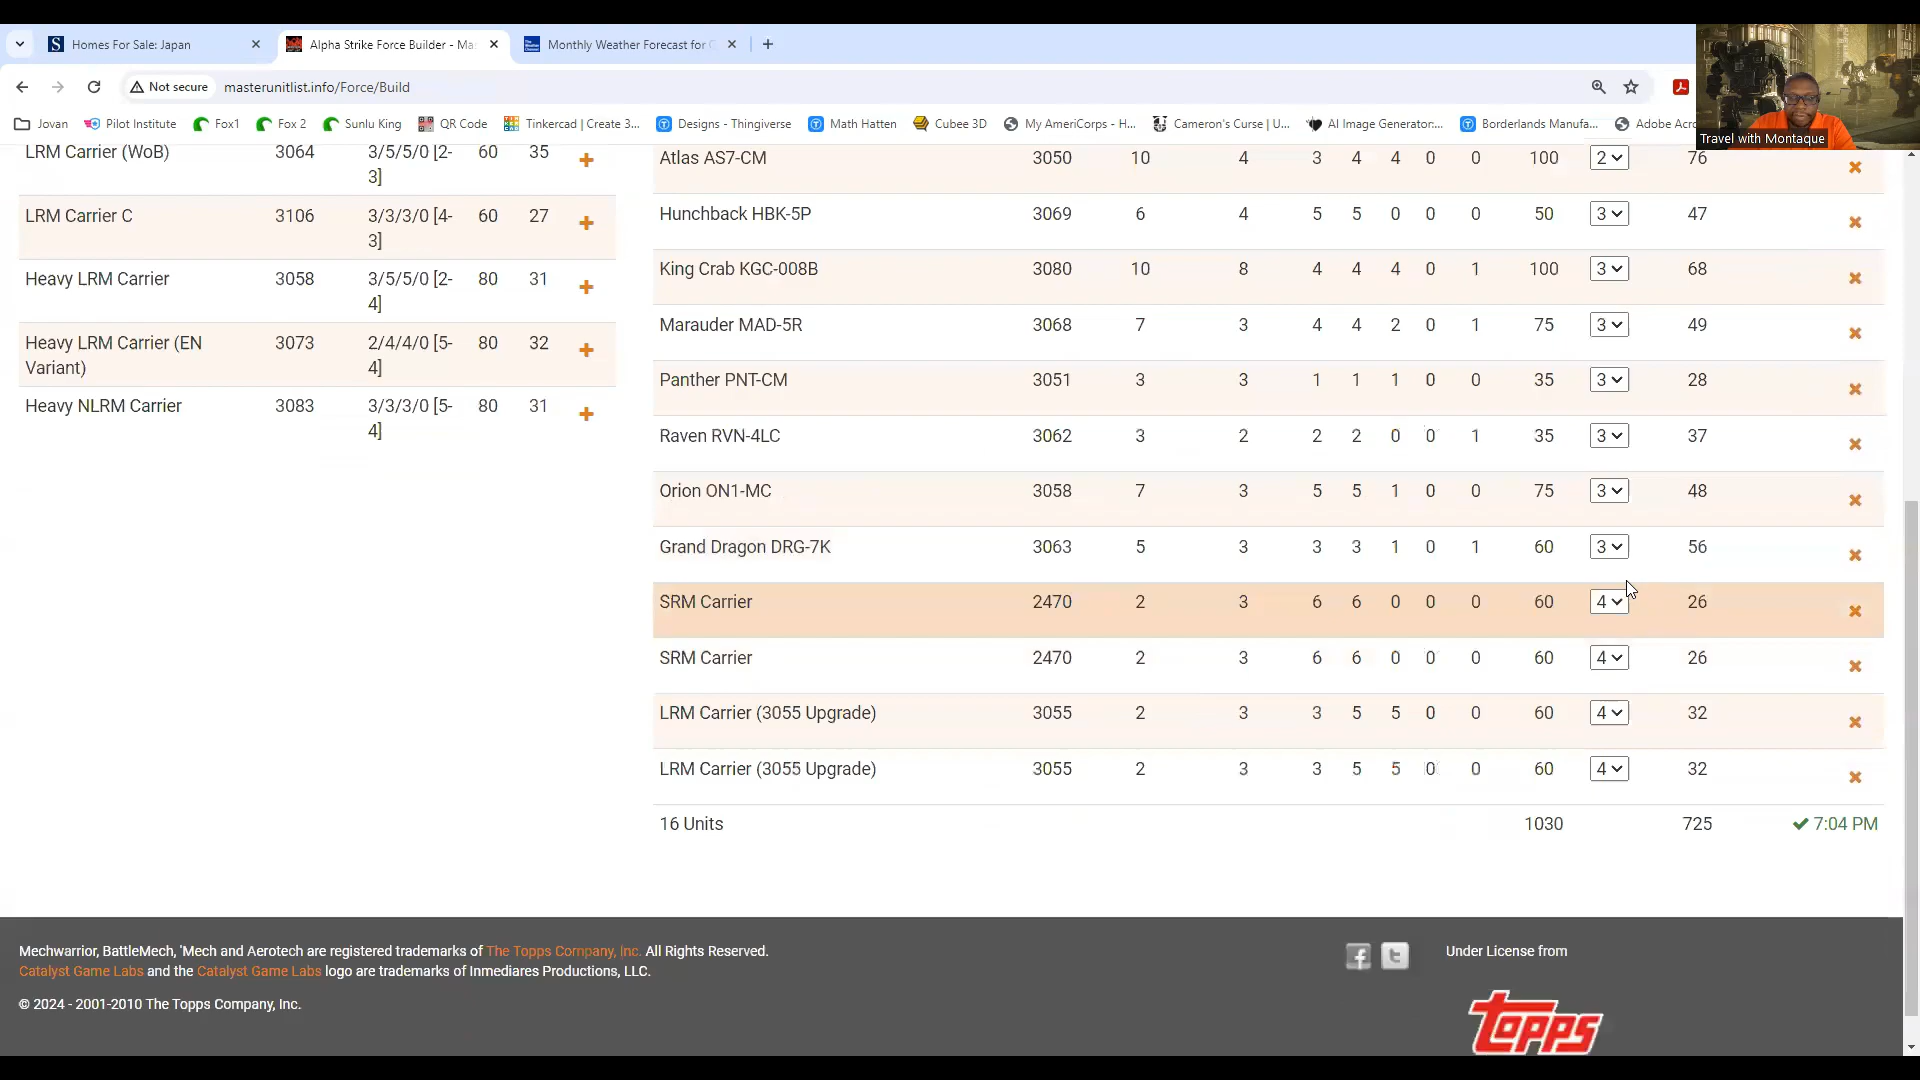 Homes For Sale: Japan
Alpha Strike Force Builder - Ma
Monthly Weather Forecast for
Not secure
masterunitlist.info/Force/Build
Jovan
Pilot Institute
Fox1
Fox 2
Sunlu King
QR Code
Tinkercad | Create 3...
Designs - Thingiverse
Math Hatten
Cubee 3D
My AmeriCorps - H...
Cameron's Curse | U...
AI Image Generator:...
Borderlands Manufa...
Adobe Acro
Travel with Montaque
LRM Carrier (WoB) 3064 3/5/5/0 [2-
3] 60 35
LRM Carrier C 3106 3/3/3/0 [4-
3] 60 27
Heavy LRM Carrier 3058 3/5/5/0 [2-
4] 80 31
Heavy LRM Carrier (EN
Variant) 3073 2/4/4/0 [5-
4] 80 32
Heavy NLRM Carrier 3083 3/3/3/0 [5-
4] 80 31
Atlas AS7-CM 3050 10 4 3 4 4 0 0 100 2 76
Hunchback HBK-5P 3069 6 4 5 5 0 0 0 50 3 47
King Crab KGC-008B 3080 10 8 4 4 4 0 1 100 3 68
Marauder MAD-5R 3068 7 3 4 4 2 0 1 75 3 49
Panther PNT-CM 3051 3 3 1 1 1 0 0 35 3 28
Raven RVN-4LC 3062 3 2 2 2 0 0 1 35 3 37
Orion ON1-MC 3058 7 3 5 5 1 0 0 75 3 48
Grand Dragon DRG-7K 3063 5 3 3 3 1 0 1 60 3 56
SRM Carrier 2470 2 3 6 6 0 0 0 60 4 26
SRM Carrier 2470 2 3 6 6 0 0 0 60 4 26
LRM Carrier (3055 Upgrade) 3055 2 3 3 5 5 0 0 60 4 32
LRM Carrier (3055 Upgrade) 3055 2 3 3 5 5 0 0 60 4 32
16 Units 1030 725 7:04 PM
Mechwarrior, BattleMech, 'Mech and Aerotech are registered trademarks of The Topps Company, Inc. All Rights Reserved.
Catalyst Game Labs and the Catalyst Game Labs logo are trademarks of Inmediares Productions, LLC.
© 2024 - 2001-2010 The Topps Company, Inc.
Under License from
TOPPS